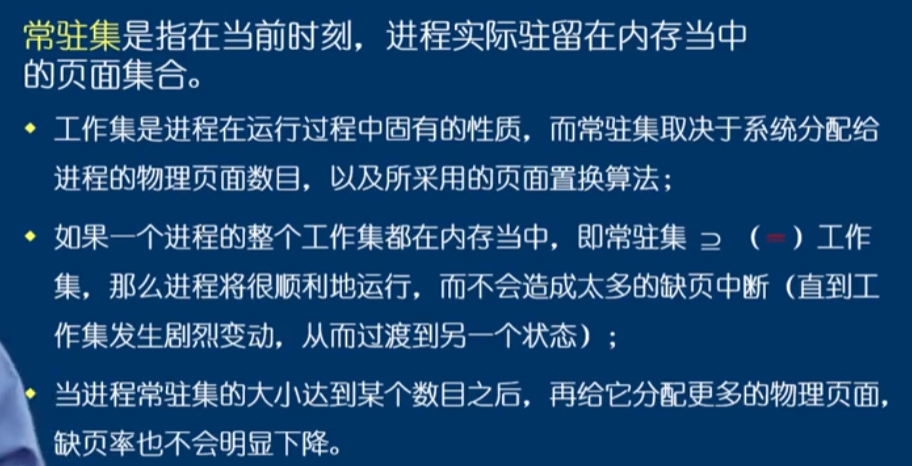 常驻集是指在当前时刻，进程实际驻留在内存当中
的页面集合。
工作集是进程在运行过程中固有的性质，而常驻集取决于系统分配给
进程的物理页面数目，以及所采用的页面置换算法；
如果一个进程的整个工作集都在内存当中，即常驻集 ⊇ （=）工作
集，那么进程将很顺利地运行，而不会造成太多的缺页中断（直到工
作集发生剧烈变动，从而过渡到另一个状态）；
当进程常驻集的大小达到某个数目之后，再给它分配更多的物理页面，
缺页率也不会明显下降。